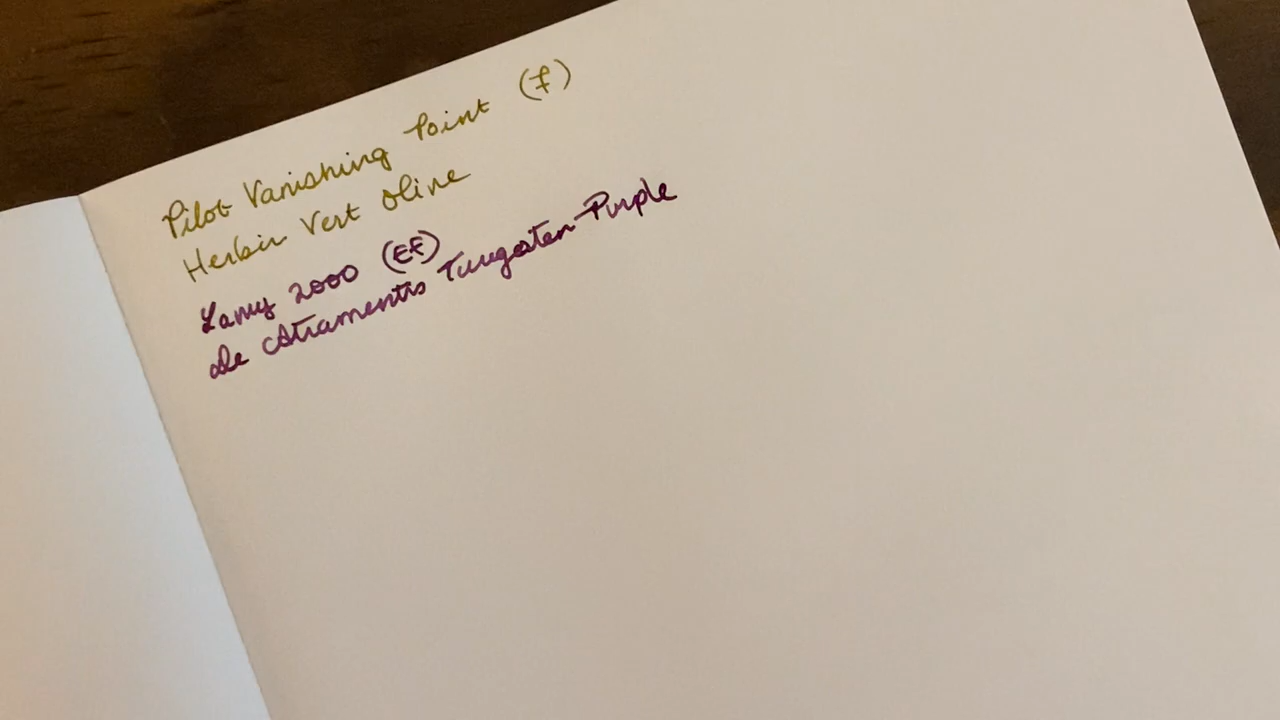 Pilot Vanishing Point (f)
Herbin Vert Olive
Lamy 2000 (EF)
De Atramentis Tungsten-Purple